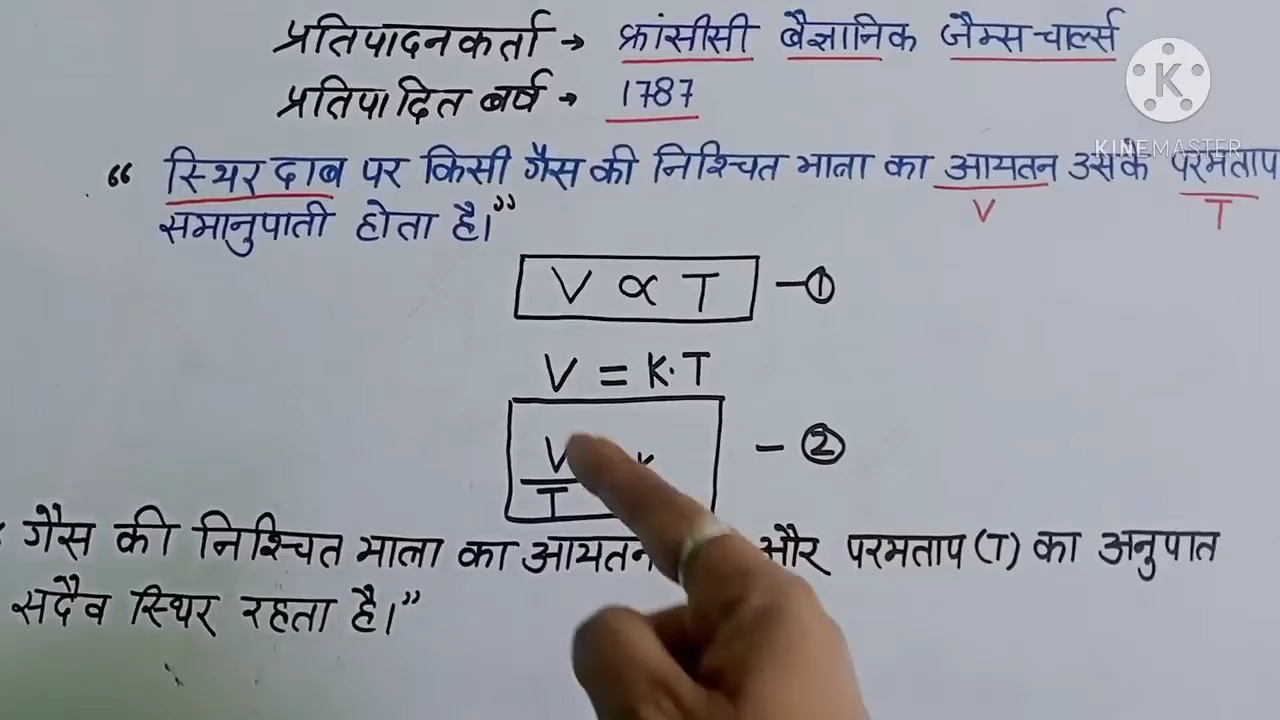 प्रतिपादनकर्ता → फ्रांसीसी बैज्ञानिक जैम्स चार्ल्स
प्रतिपादित बर्ष → 1787
K
KINEMASTER
“ स्थिर दाब पर किसी गैस की निश्चित मात्रा का आयतन उसके परमताप
V T
समानुपाती होता है।”
V ∝ T —①
V = K.T
V
T
– ②
गैस की निश्चित मात्रा का आयतन और परमताप (T) का अनुपात
सदैव स्थिर रहता है।”